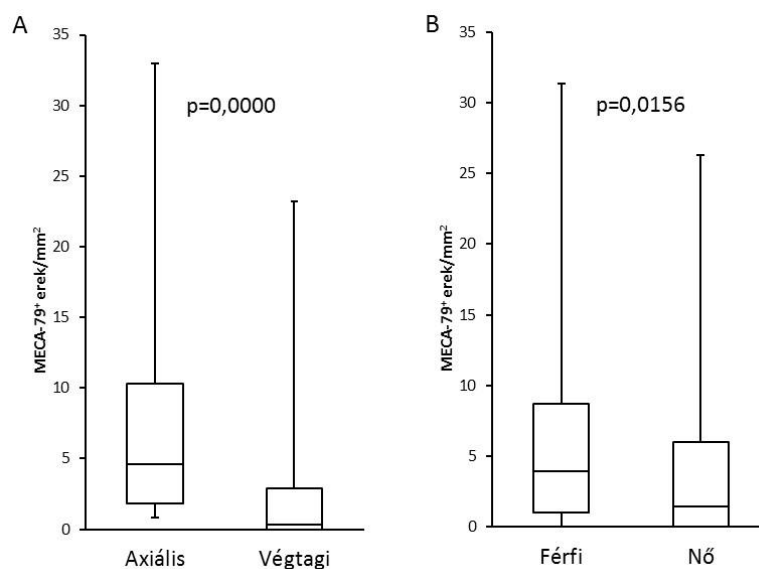 A
MECA-79⁺ erek/mm²
35
30
25
20
15
10
5
0
p=0,0000
Axiális Végtagi
B
MECA-79⁺ erek/mm²
35
30
25
20
15
10
5
0
p=0,0156
Férfi Nő